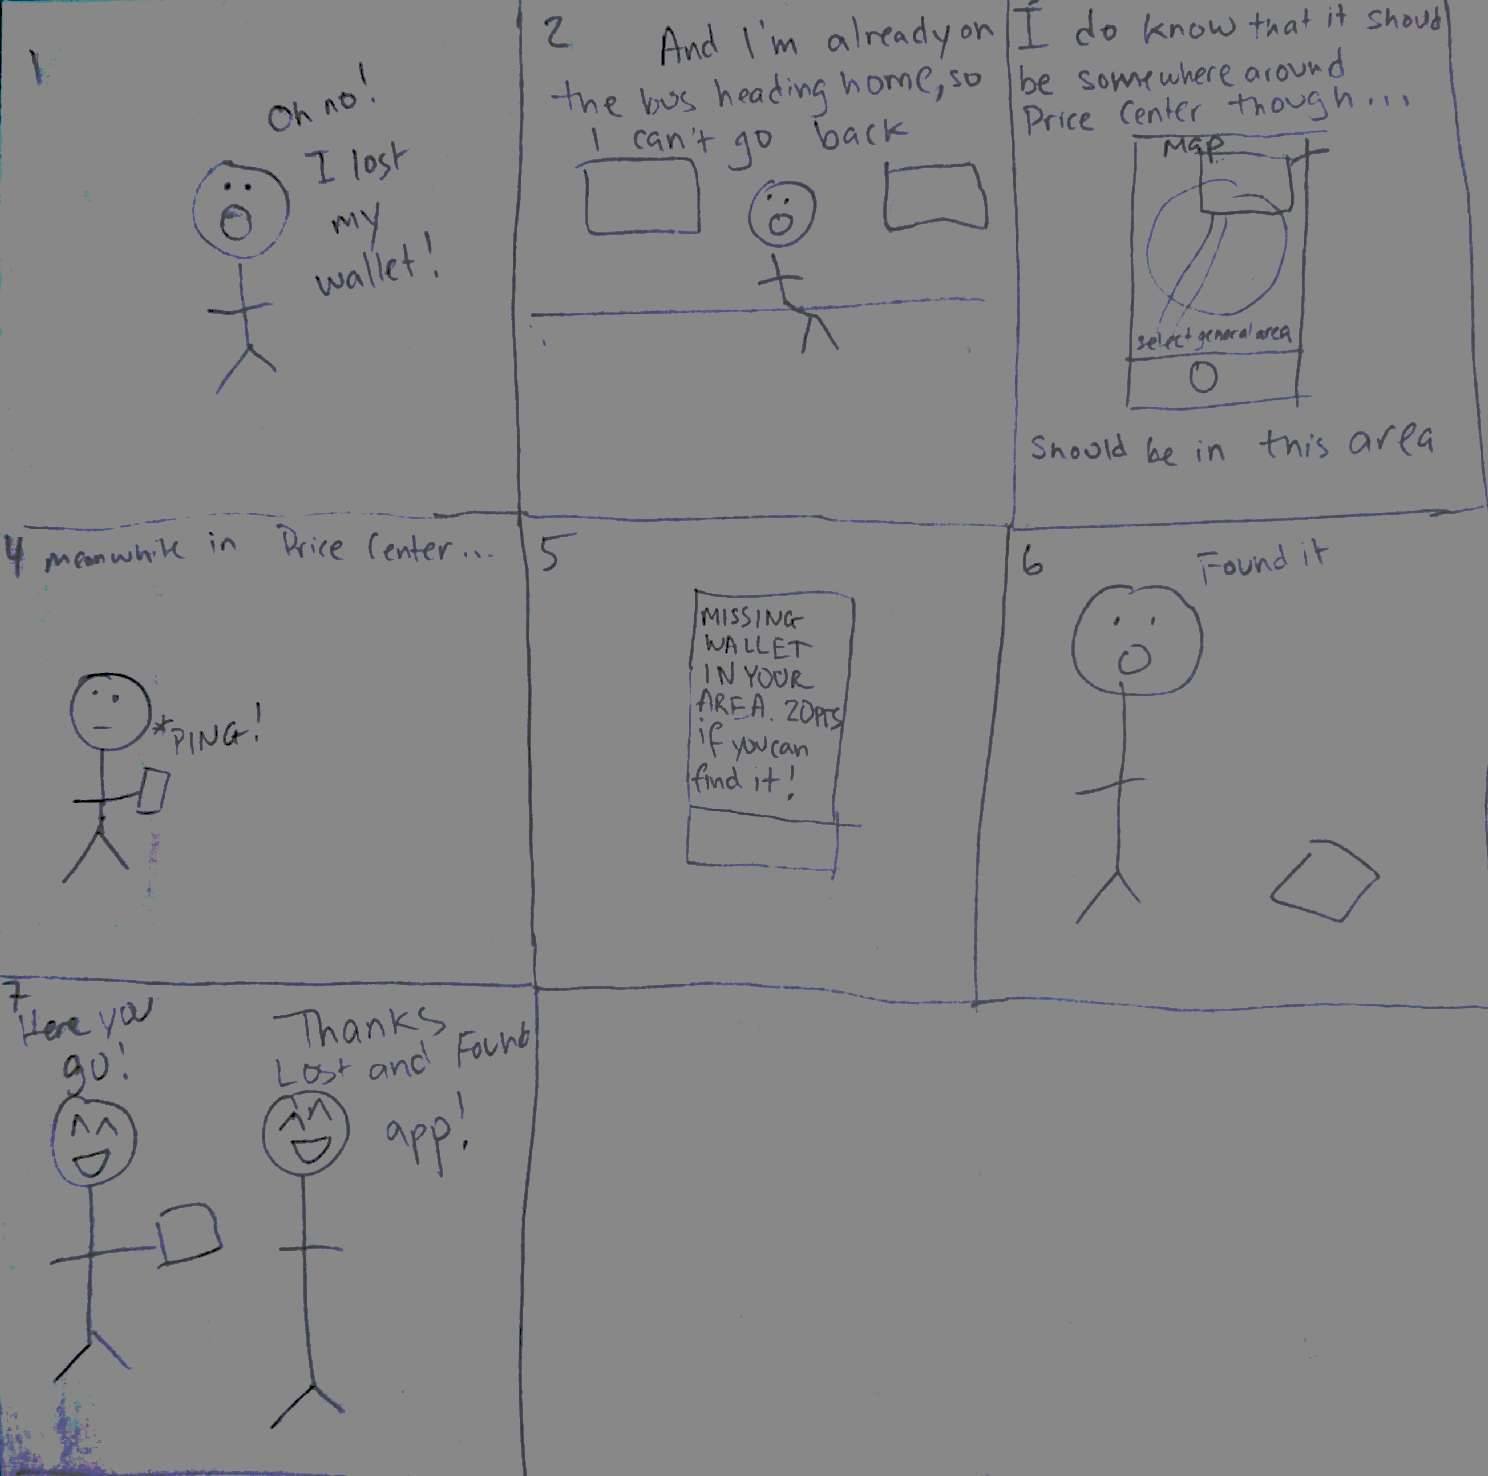 1
Oh no!
I lost
my
wallet!
2
And I'm already on
the bus heading home, so
I can't go back
I do know that it should
be somewhere around
Price Center though...
Map
select general area
should be in this area
4 meanwhile in Price Center...
*PING!
5
MISSING
WALLET
IN YOUR
AREA. 20PTS
if you can
find it!
6
Found it
7
Here you
go!
Thanks
Lost and Found
app!